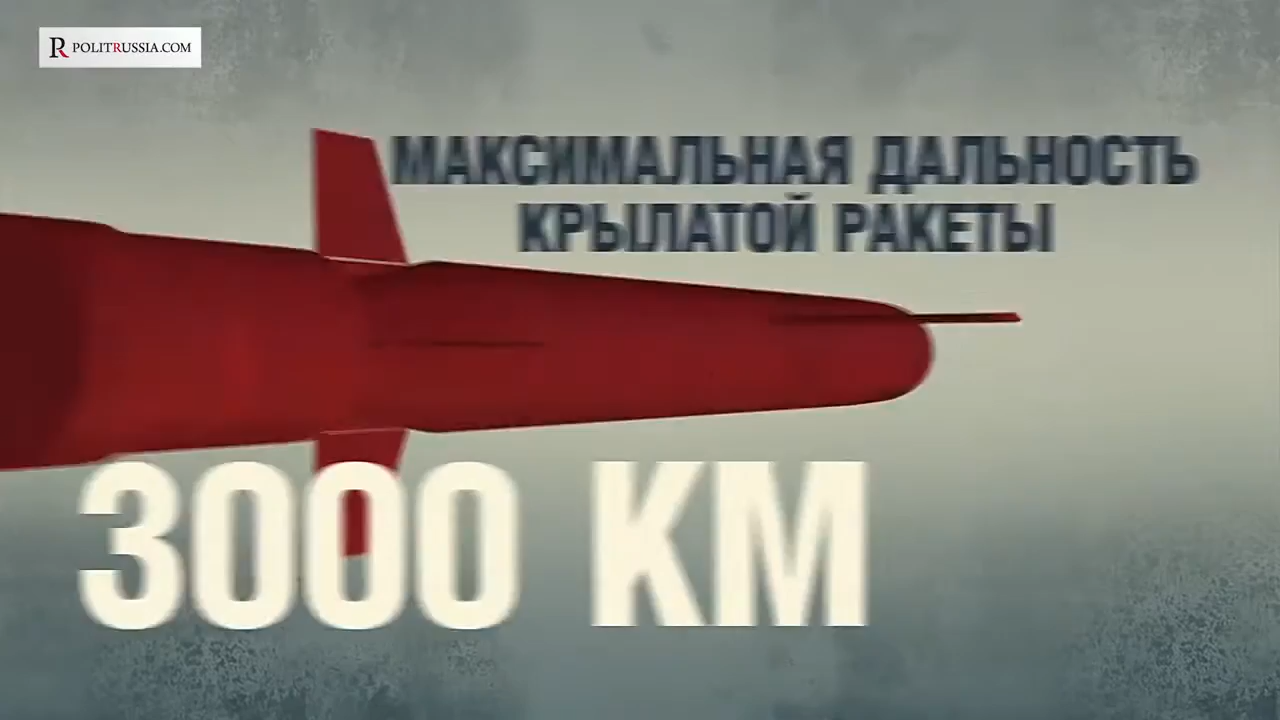 POLITRUSSIA.COM
МАКСИМАЛЬНАЯ ДАЛЬНОСТЬ
КРЫЛАТОЙ РАКЕТЫ
3000 КМ